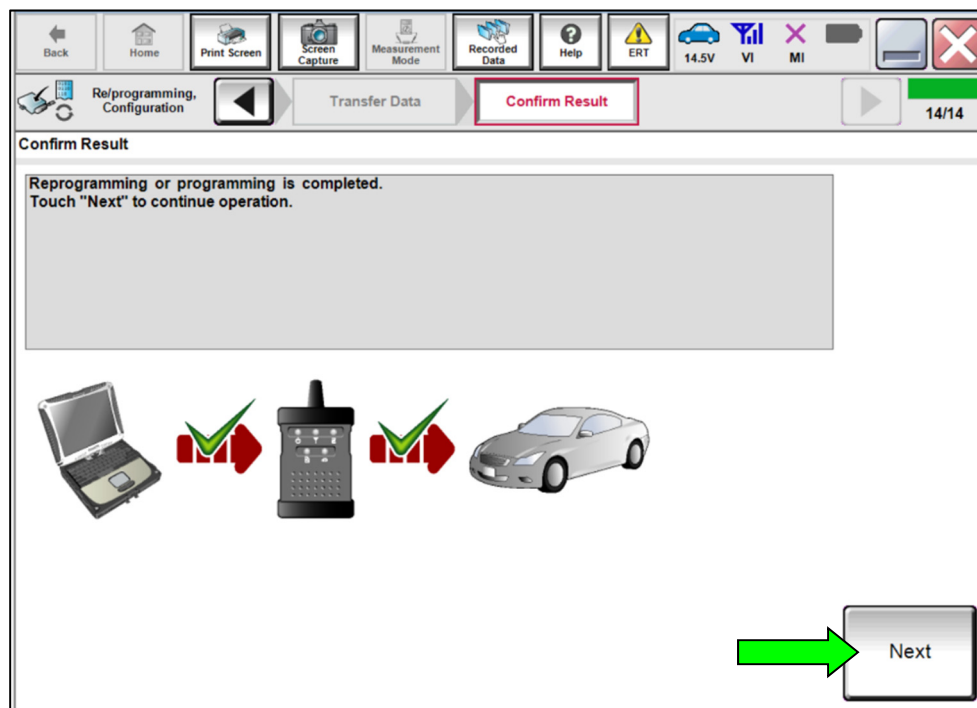 Back
Home
Print Screen
Screen
Capture
Measurement
Mode
Recorded
Data
Help
ERT
14.5V
VI
MI
Re/programming,
Configuration
Transfer Data
Confirm Result
14/14
Confirm Result
Reprogramming or programming is completed.
Touch "Next" to continue operation.
Next